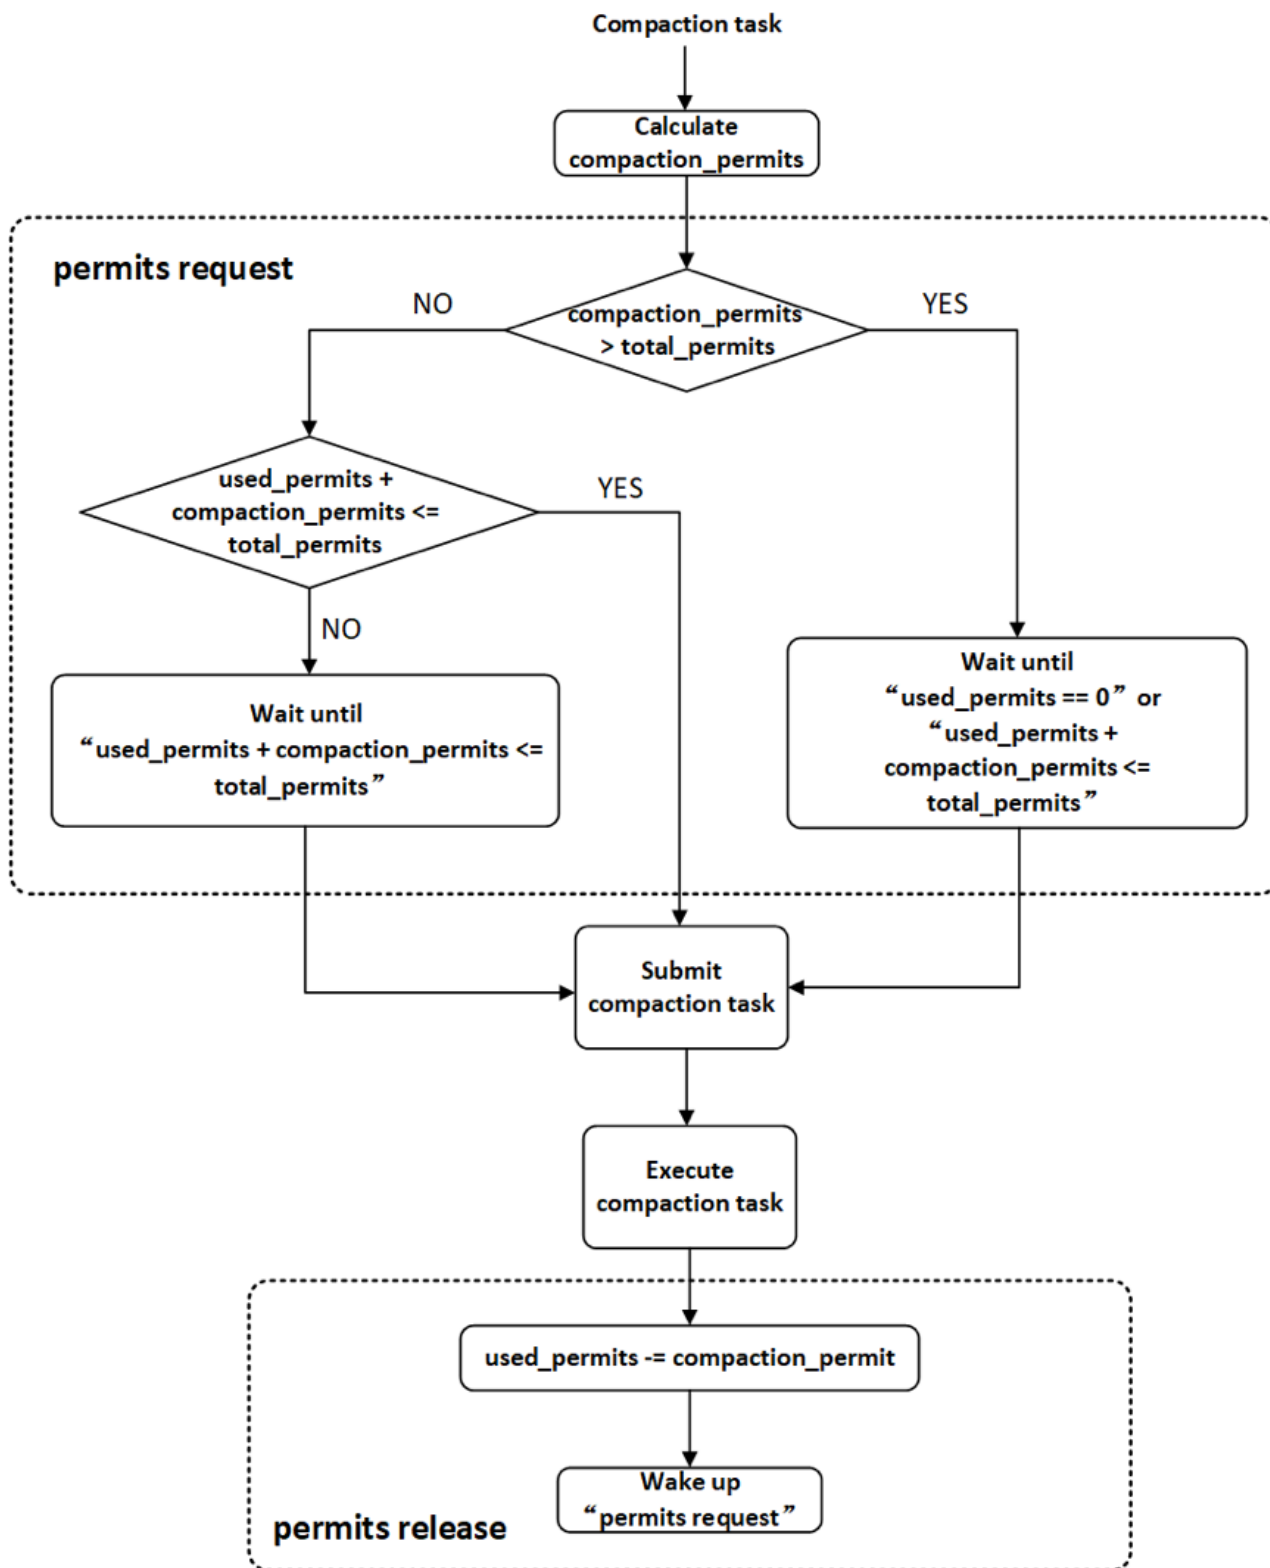 Compaction task
Calculate
compaction_permits
permits request
NO
compaction_permits
> total_permits
YES
used_permits +
compaction_permits <=
total_permits
YES
NO
Wait until
“used_permits + compaction_permits <=
total_permits”
Wait until
“used_permits == 0” or
“used_permits +
compaction_permits <=
total_permits”
Submit
compaction task
Execute
compaction task
used_permits -= compaction_permit
Wake up
“permits request”
permits release